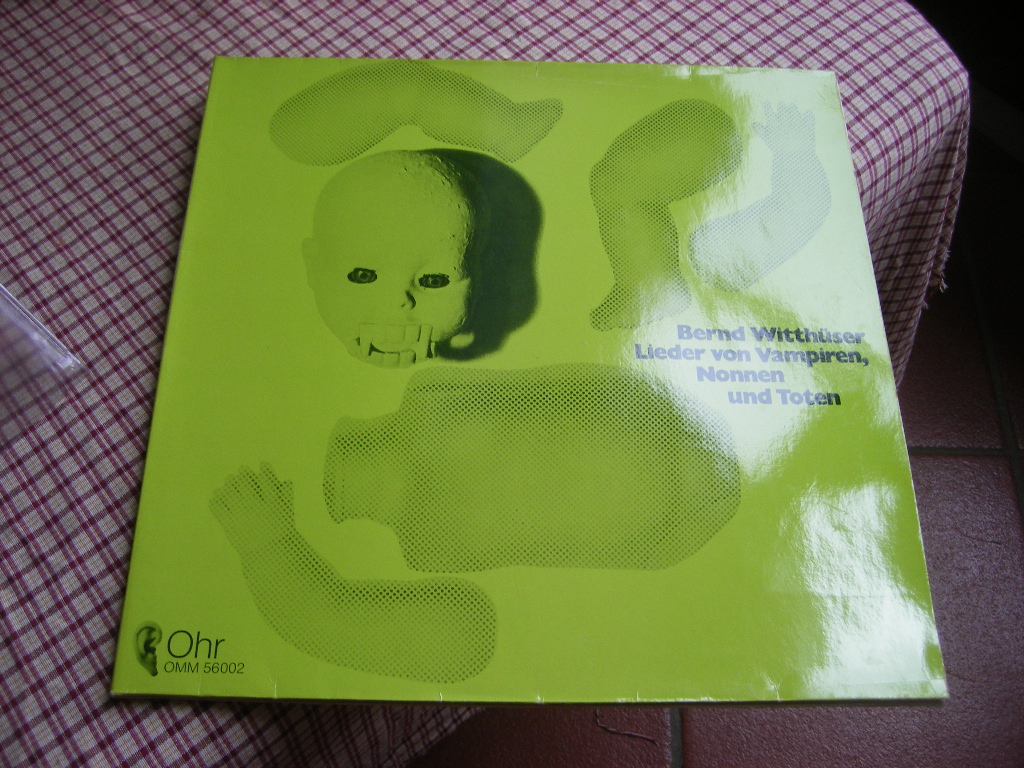 Bernd Witthüser
Lieder von Vampiren,
Nonnen
und Toten
Ohr
OMM 56002